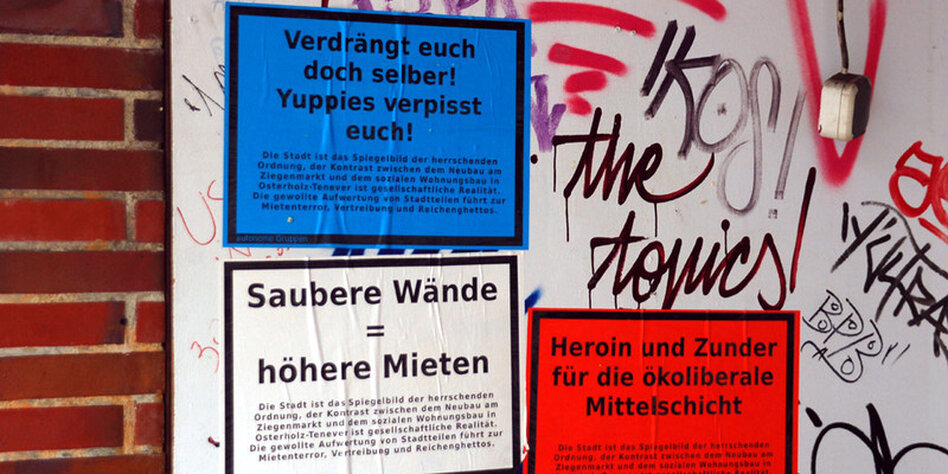 Verdrängt euch
doch selber!
Yuppies verpisst
euch!
Die Stadt ist das Spiegelbild der herrschenden
Ordnung, der Kontrast zwischen dem Neubau am
Ziegenmarkt und dem sozialen Wohnungsbau in
Osterholz-Tenever ist gesellschaftliche Realität.
Die gewollte Aufwertung von Stadtteilen führt zur
Mietenterror, Vertreibung und Reichenghettos.
autonome Gruppen
Saubere Wände
=
höhere Mieten
Die Stadt ist das Spiegelbild der herrschenden
Ordnung, der Kontrast zwischen dem Neubau am
Ziegenmarkt und dem sozialen Wohnungsbau in
Osterholz-Tenever ist gesellschaftliche Realität.
Die gewollte Aufwertung von Stadtteilen führt zur
Mietenterror, Vertreibung und Reichenghettos.
the
topics!
Heroin und Zunder
für die ökoliberale
Mittelschicht
Die Stadt ist das Spiegelbild der herrschenden
Ordnung, der Kontrast zwischen dem Neubau am
Ziegenmarkt und dem sozialen Wohnungsbau in
Osterholz-Tenever ist gesellschaftliche Realität